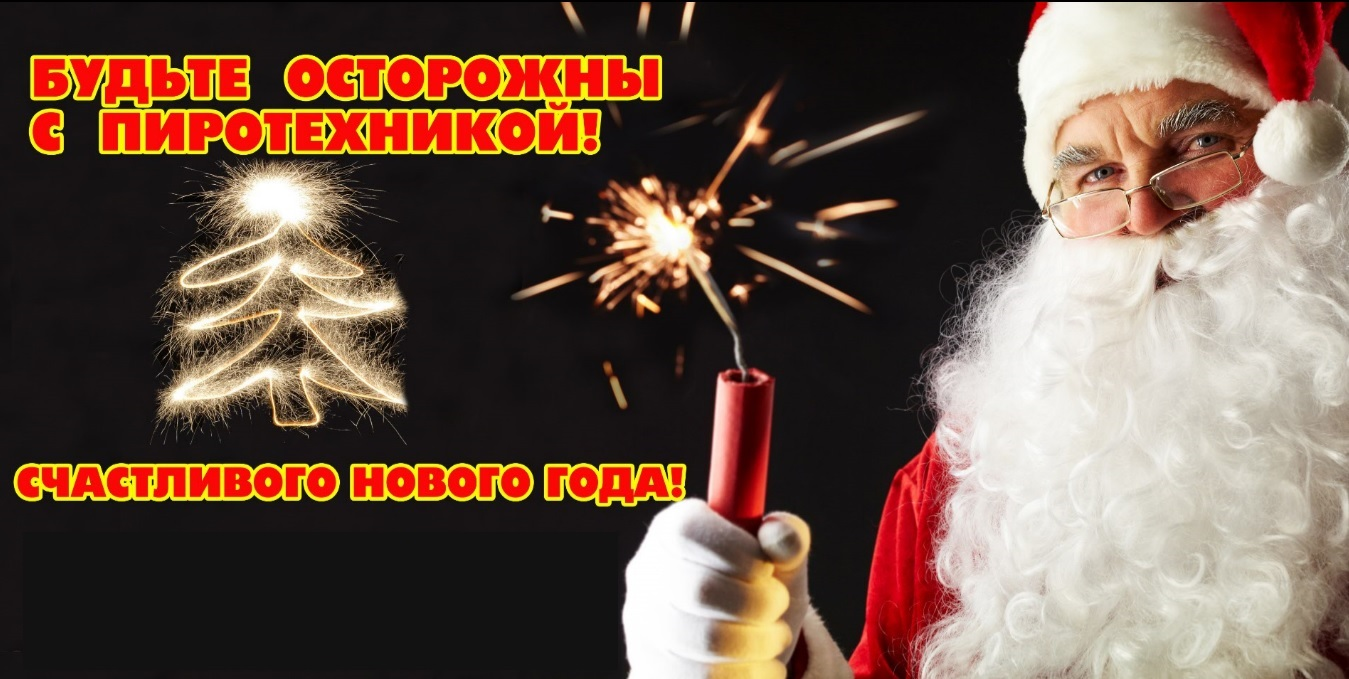 БУДЬТЕ ОСТОРОЖНЫ
С ПИРОТЕХНИКОЙ!
СЧАСТЛИВОГО НОВОГО ГОДА!